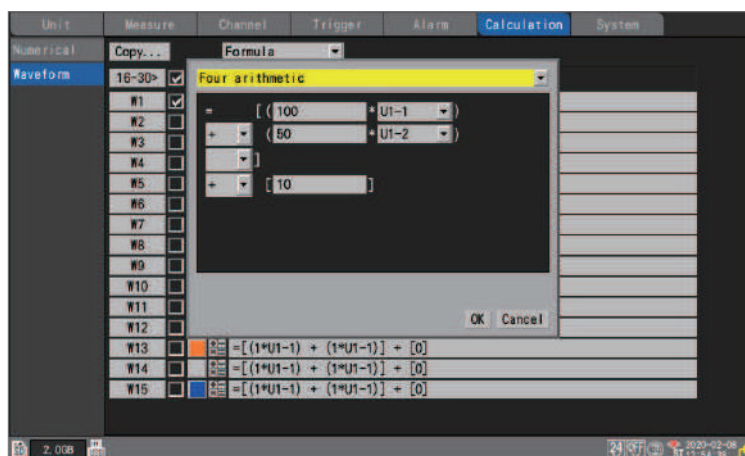 Unit Measure Channel Trigger Alarm Calculation System
Numerical Copy... Formula
Waveform 16-30> Four arithmetic
W1 = [( 100 * U1-1 )
W2 + ( 50 * U1-2 )
W3
W4 ]
W5 + [ 10 ]
W6
W7
W8
W9
W10
W11
W12 OK Cancel
W13 =[(1*U1-1) + (1*U1-1)] + [0]
W14 =[(1*U1-1) + (1*U1-1)] + [0]
W15 =[(1*U1-1) + (1*U1-1)] + [0]
2.0GB 24 2020-02-08